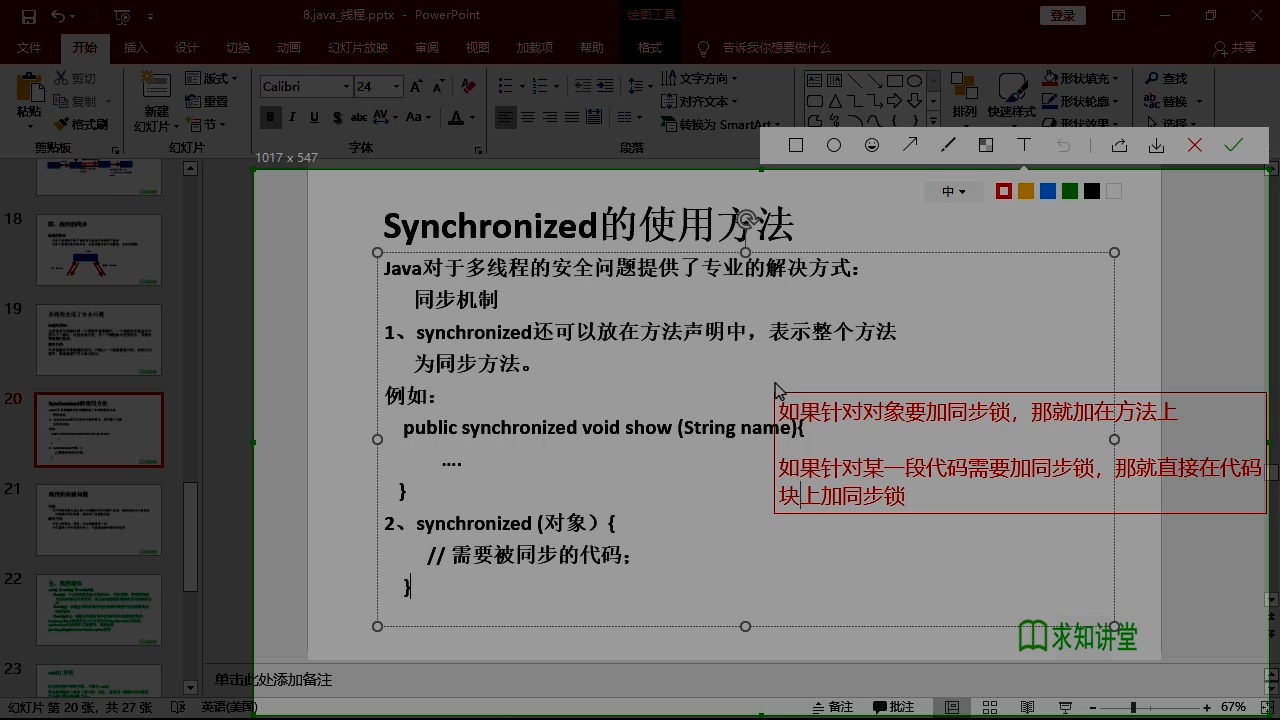 8.java_线程.pptx - PowerPoint
绘图工具
登录
文件 开始 插入 设计 切换 动画 幻灯片放映 审阅 视图 加载项 帮助 格式 告诉我你想要做什么 共享
粘贴
剪切
复制
格式刷
剪贴板
新建
幻灯片
版式
重置
节
幻灯片
Calibri 24
B I U S abc AV Aa A
字体
文字方向
对齐文本
转换为 SmartArt
段落
排列 快速样式
形状填充
形状轮廓
形状效果
查找
替换
选择
1017 x 547
中
Synchronized的使用方法
Java对于多线程的安全问题提供了专业的解决方式：
同步机制
1、synchronized还可以放在方法声明中，表示整个方法
为同步方法。
例如：
public synchronized void show (String name){
….
}
2、synchronized (对象）{
// 需要被同步的代码；
}
如果针对对象要加同步锁，那就加在方法上
如果针对某一段代码需要加同步锁，那就直接在代码
块上加同步锁
求知讲堂
18
19
20
21
22
23
单击此处添加备注
幻灯片 第 20 张，共 27 张 英语(美国) 备注 批注 67%